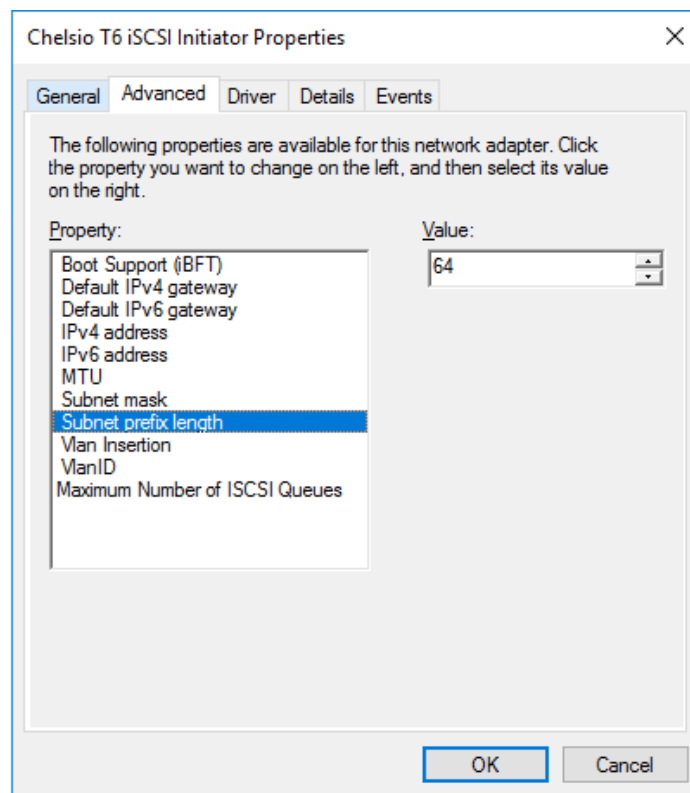 Chelsio T6 iSCSI Initiator Properties
General Advanced Driver Details Events
The following properties are available for this network adapter. Click
the property you want to change on the left, and then select its value
on the right.
Property:
Value:
Boot Support (iBFT)
64
Default IPv4 gateway
Default IPv6 gateway
IPv4 address
IPv6 address
MTU
Subnet mask
Subnet prefix length
Vlan Insertion
VlanID
Maximum Number of ISCSI Queues
OK
Cancel